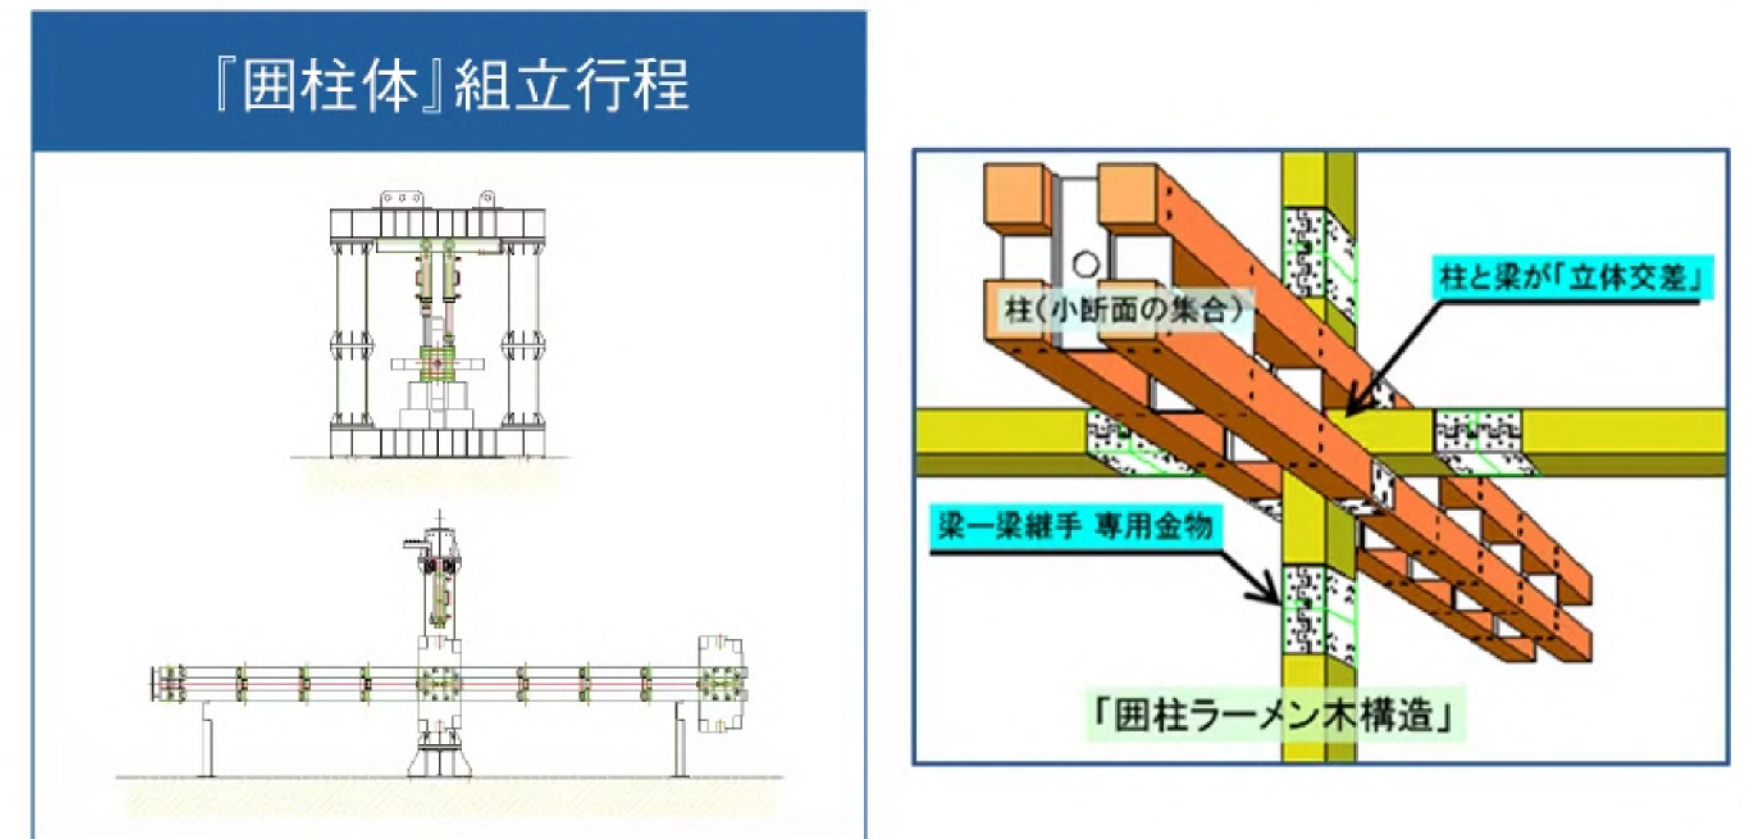 『囲柱体』組立行程
柱と梁が「立体交差」
柱(小断面の集合)
梁ー梁継手 専用金物
「囲柱ラーメン木構造」